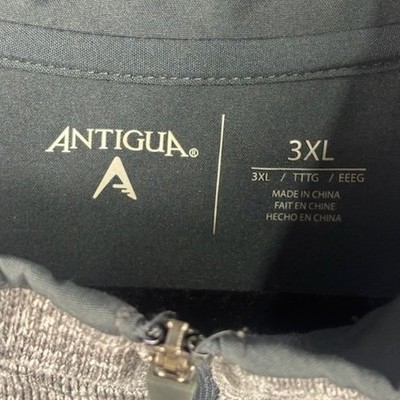 ANTIGUA®
3XL
3XL / TTTG / EEEG
MADE IN CHINA
FAIT EN CHINE
HECHO EN CHINA